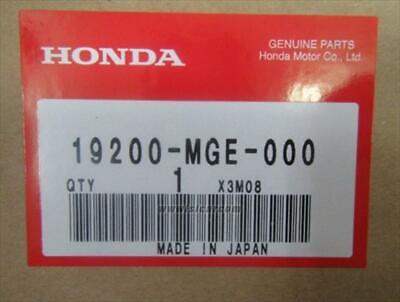 HONDA
GENUINE PARTS
Honda Motor Co., Ltd.
19200-MGE-000
QTY 1 X3M08
MADE IN JAPAN